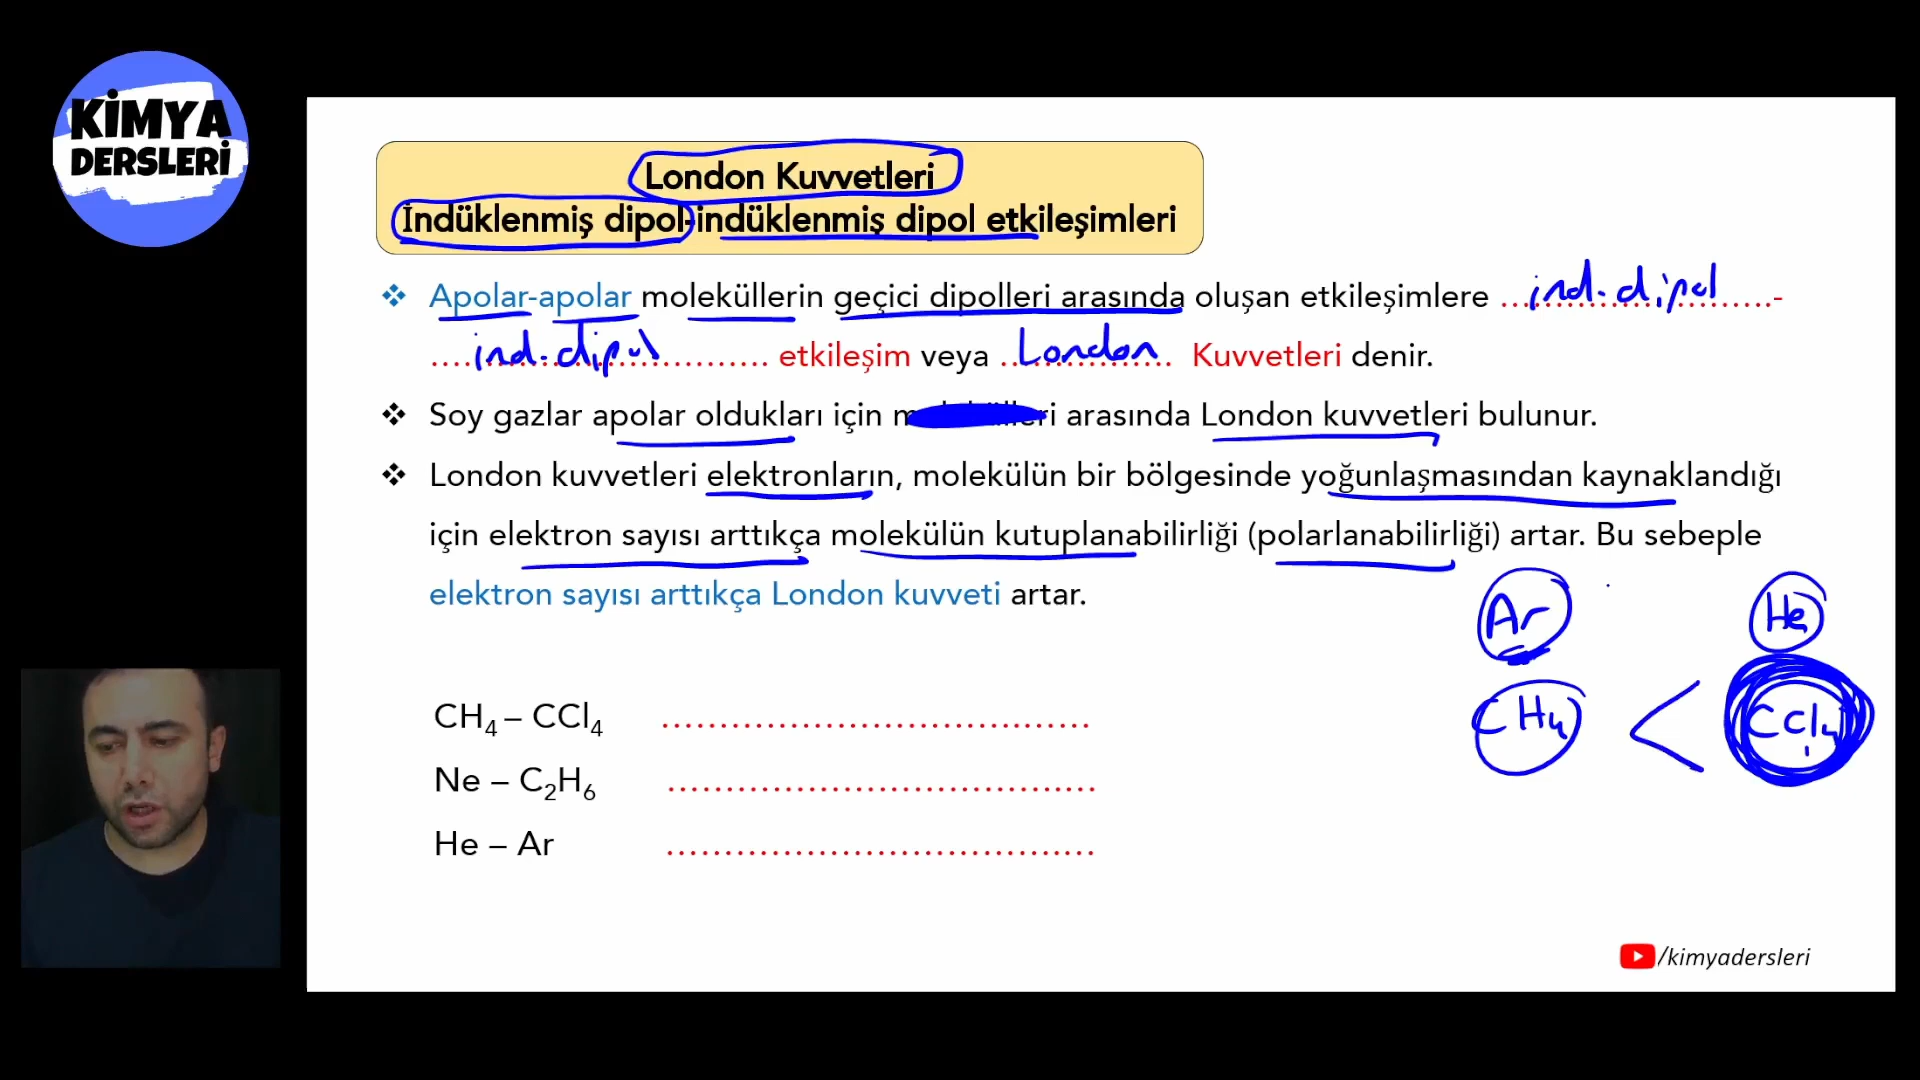 KİMYA
DERSLERİ
London Kuvvetleri
İndüklenmiş dipol-indüklenmiş dipol etkileşimleri
❖ Apolar-apolar moleküllerin geçici dipolleri arasında oluşan etkileşimlere ind. dipol -
ind. dipol etkileşim veya London Kuvvetleri denir.
❖ Soy gazlar apolar oldukları için arasında London kuvvetleri bulunur.
❖ London kuvvetleri elektronların, molekülün bir bölgesinde yoğunlaşmasından kaynaklandığı
için elektron sayısı arttıkça molekülün kutuplanabilirliği (polarlanabilirliği) artar. Bu sebeple
elektron sayısı arttıkça London kuvveti artar.
Ar He
CH₄ – CCl₄ ....................................
CH₄ < CCl₄
Ne – C₂H₆ ....................................
He – Ar ....................................
/kimyadersleri